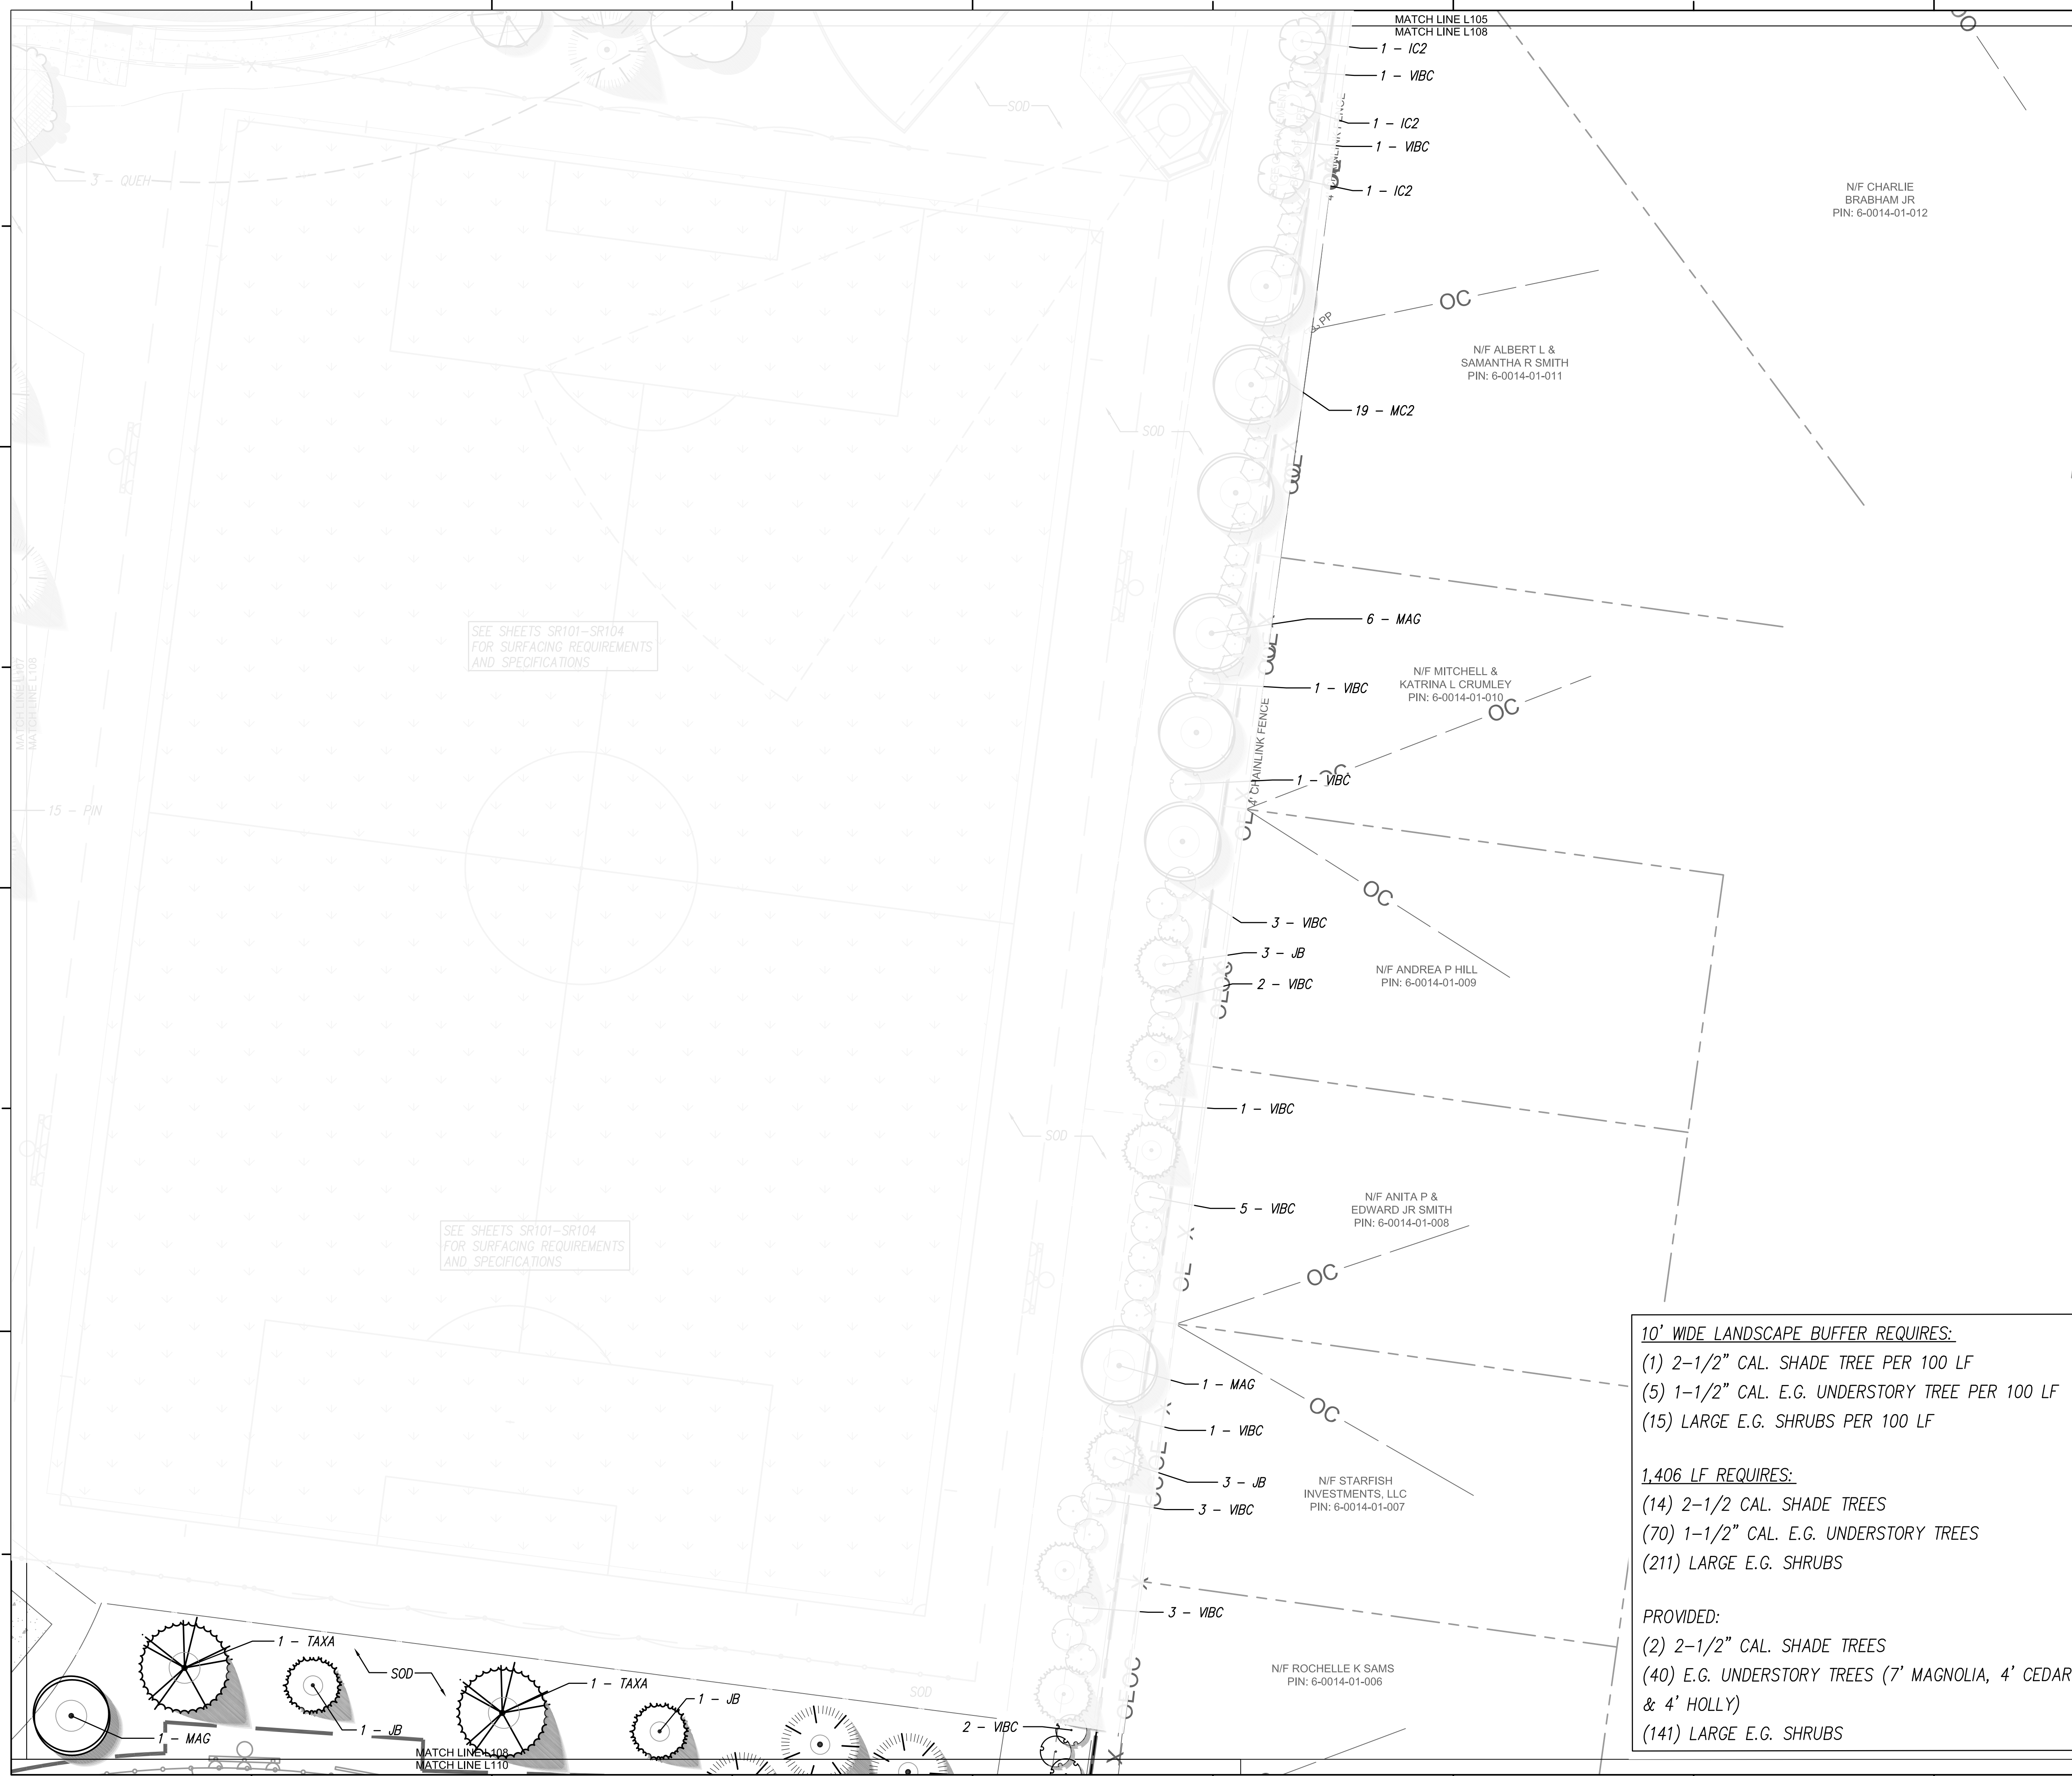 MATCH LINE L105
MATCH LINE L108
1 - IC2
1 - VIBC
1 - IC2
1 - VIBC
1 - IC2
SOD
3 - QUEH
N/F CHARLIE
BRABHAM JR
PIN: 6-0014-01-012
OC
PP
N/F ALBERT L &
SAMANTHA R SMITH
PIN: 6-0014-01-011
19 - MC2
SOD
SEE SHEETS SR101-SR104
FOR SURFACING REQUIREMENTS
AND SPECIFICATIONS
6 - MAG
MATCH LINE L107
MATCH LINE L108
1 - VIBC
N/F MITCHELL &
KATRINA L CRUMLEY
PIN: 6-0014-01-010
OC
4' CHAINLINK FENCE
1 - VIBC
OC
15 - PIN
OC
3 - VIBC
3 - JB
2 - VIBC
N/F ANDREA P HILL
PIN: 6-0014-01-009
1 - VIBC
SOD
5 - VIBC
N/F ANITA P &
EDWARD JR SMITH
PIN: 6-0014-01-008
SEE SHEETS SR101-SR104
FOR SURFACING REQUIREMENTS
AND SPECIFICATIONS
OC
OE
1 - MAG
OC
1 - VIBC
3 - JB
3 - VIBC
N/F STARFISH
INVESTMENTS, LLC
PIN: 6-0014-01-007
3 - VIBC
N/F ROCHELLE K SAMS
PIN: 6-0014-01-006
1 - TAXA
SOD
1 - TAXA
1 - JB
SOD
2 - VIBC
1 - JB
1 - MAG
MATCH LINE L108
MATCH LINE L110
10' WIDE LANDSCAPE BUFFER REQUIRES:
(1) 2-1/2" CAL. SHADE TREE PER 100 LF
(5) 1-1/2" CAL. E.G. UNDERSTORY TREE PER 100 LF
(15) LARGE E.G. SHRUBS PER 100 LF
1,406 LF REQUIRES:
(14) 2-1/2 CAL. SHADE TREES
(70) 1-1/2" CAL. E.G. UNDERSTORY TREES
(211) LARGE E.G. SHRUBS
PROVIDED:
(2) 2-1/2" CAL. SHADE TREES
(40) E.G. UNDERSTORY TREES (7' MAGNOLIA, 4' CEDAR
& 4' HOLLY)
(141) LARGE E.G. SHRUBS